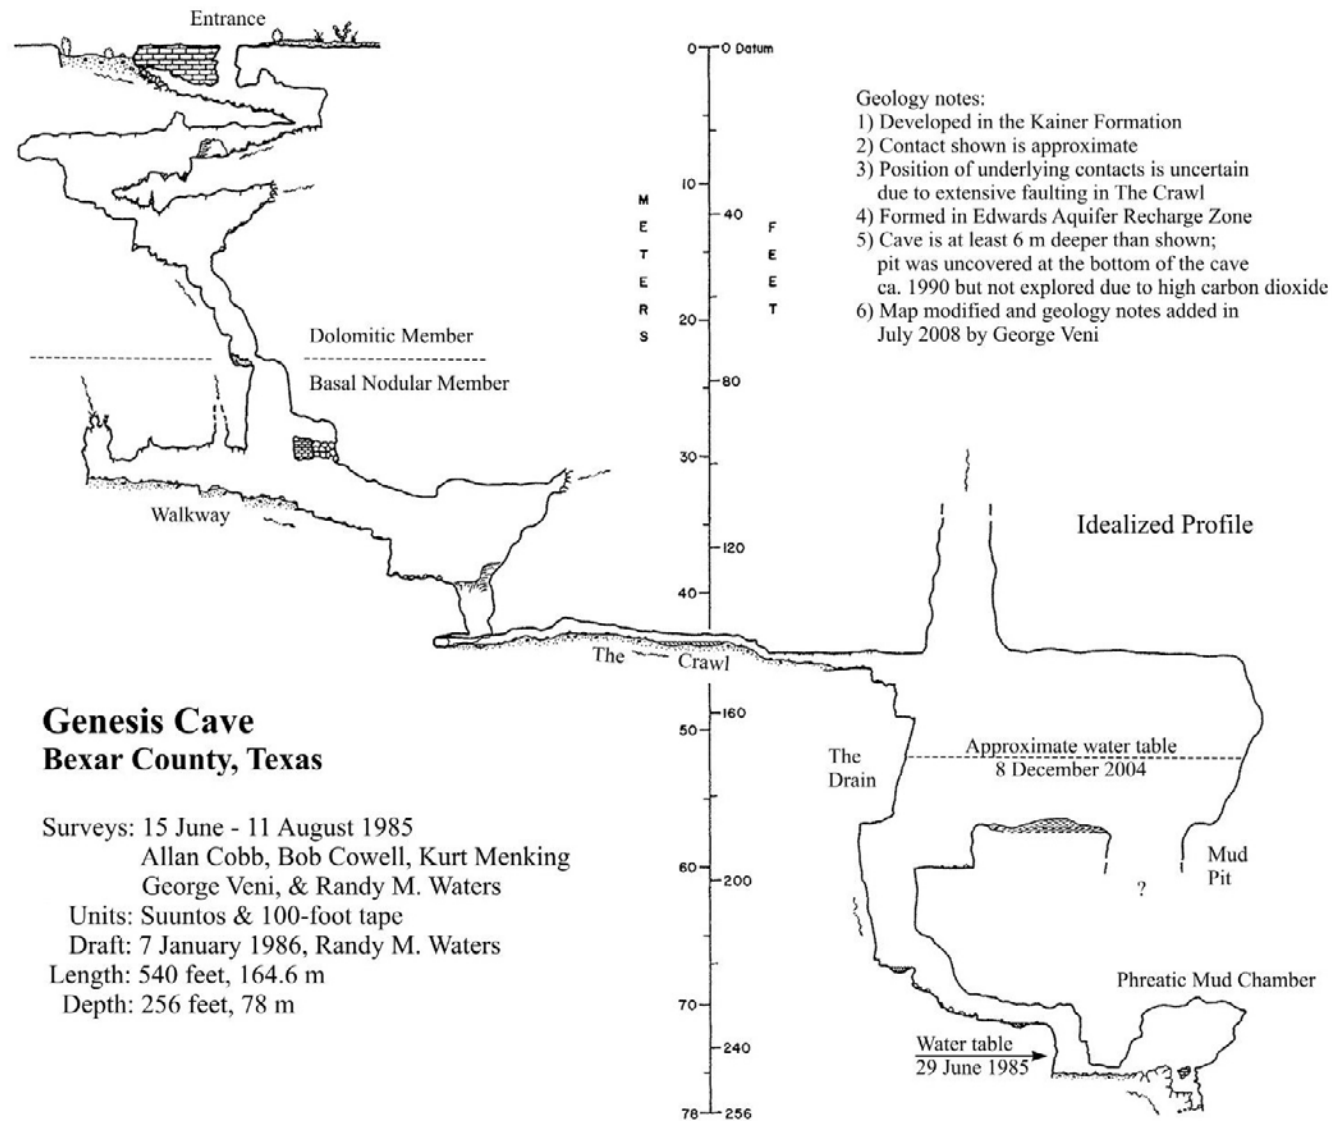 Entrance
0 0 Datum
Geology notes:
1) Developed in the Kainer Formation
2) Contact shown is approximate
3) Position of underlying contacts is uncertain
due to extensive faulting in The Crawl
4) Formed in Edwards Aquifer Recharge Zone
5) Cave is at least 6 m deeper than shown;
pit was uncovered at the bottom of the cave
ca. 1990 but not explored due to high carbon dioxide
6) Map modified and geology notes added in
July 2008 by George Veni
10
40
METERS
FEET
20
Dolomitic Member
Basal Nodular Member
80
30
Walkway
Idealized Profile
120
40
The Crawl
Genesis Cave
Bexar County, Texas
160
50
The
Drain
Approximate water table
8 December 2004
Surveys: 15 June - 11 August 1985
Allan Cobb, Bob Cowell, Kurt Menking
George Veni, & Randy M. Waters
Units: Suuntos & 100-foot tape
Draft: 7 January 1986, Randy M. Waters
Length: 540 feet, 164.6 m
Depth: 256 feet, 78 m
60
200
Mud
Pit
?
Phreatic Mud Chamber
70
240
Water table
29 June 1985
78 256